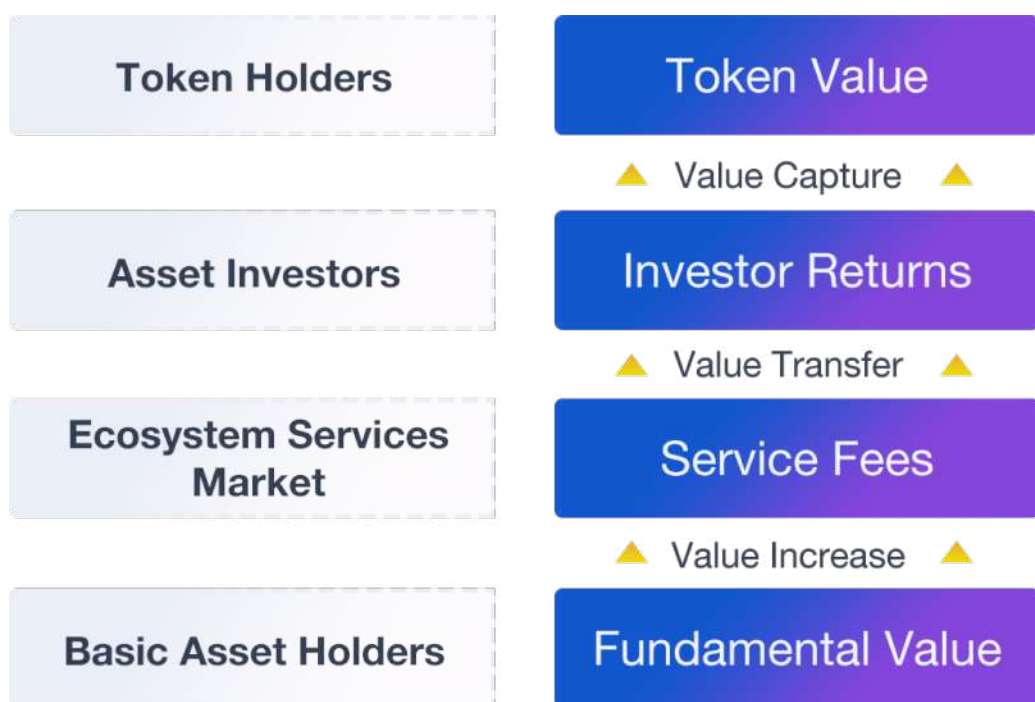 Token Holders
Token Value
Value Capture
Asset Investors
Investor Returns
Value Transfer
Ecosystem Services
Market
Service Fees
Value Increase
Basic Asset Holders
Fundamental Value